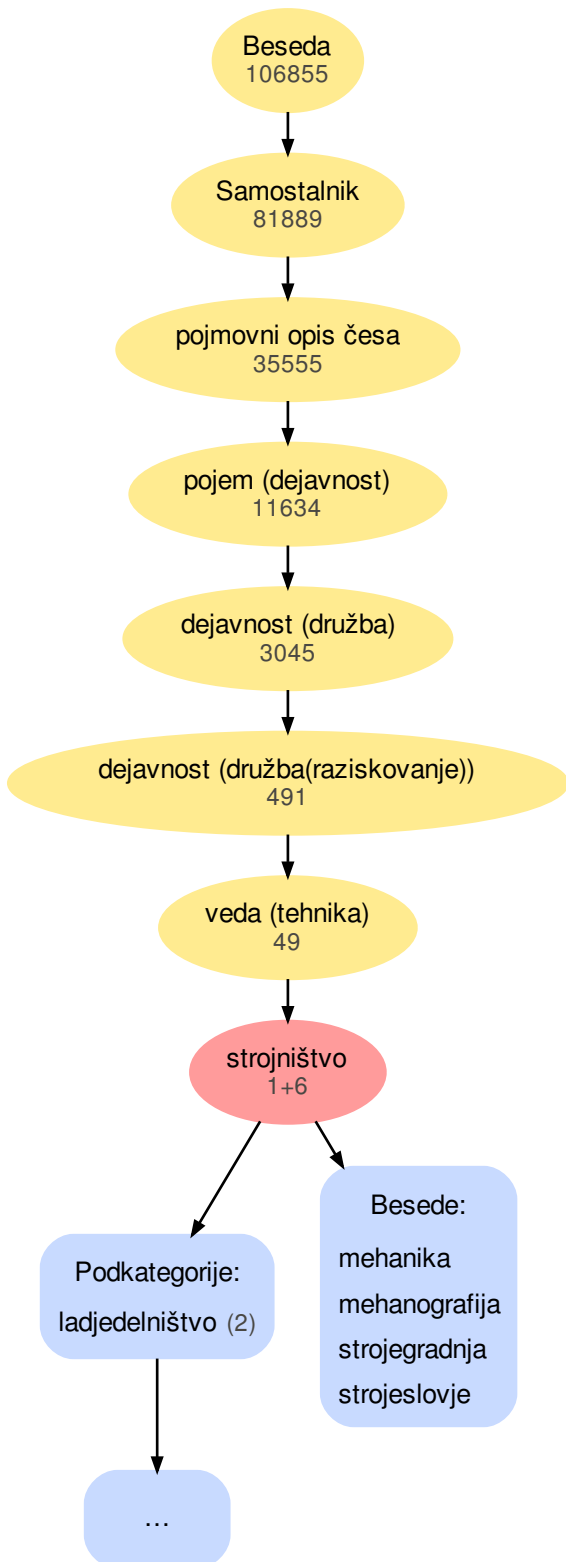 Beseda
106855
Samostalnik
81889
pojmovni opis česa
35555
pojem (dejavnost)
11634
dejavnost (družba)
3045
dejavnost (družba(raziskovanje))
491
veda (tehnika)
49
strojništvo
1+6
Podkategorije:
ladjedelništvo (2)
...
Besede:
mehanika
mehanografija
strojegradnja
strojeslovje